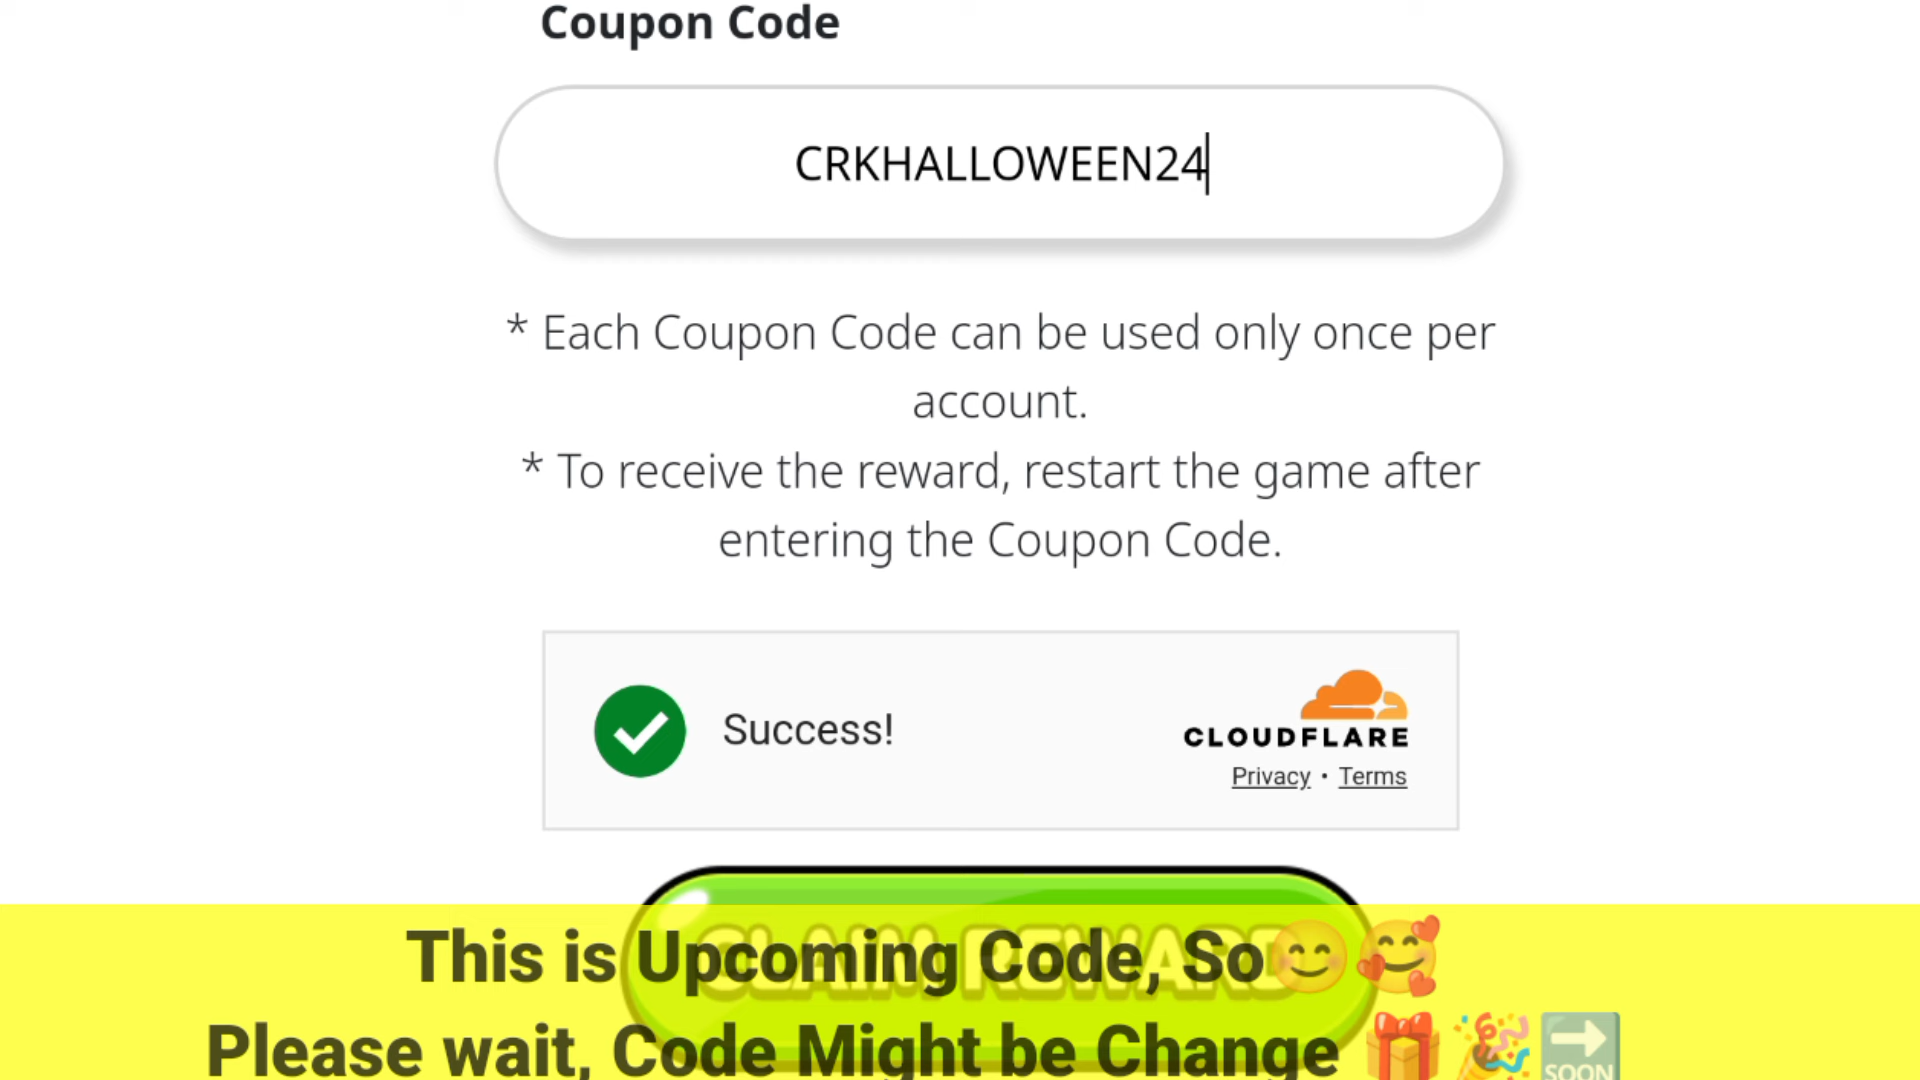 Coupon Code
CRKHALLOWEEN24
* Each Coupon Code can be used only once per
account.
* To receive the reward, restart the game after
entering the Coupon Code.
Success!
CLOUDFLARE
Privacy • Terms
CLAIM REWARD
This is Upcoming Code, So😊🥰
Please wait, Code Might be Change 🎁🎉🔜